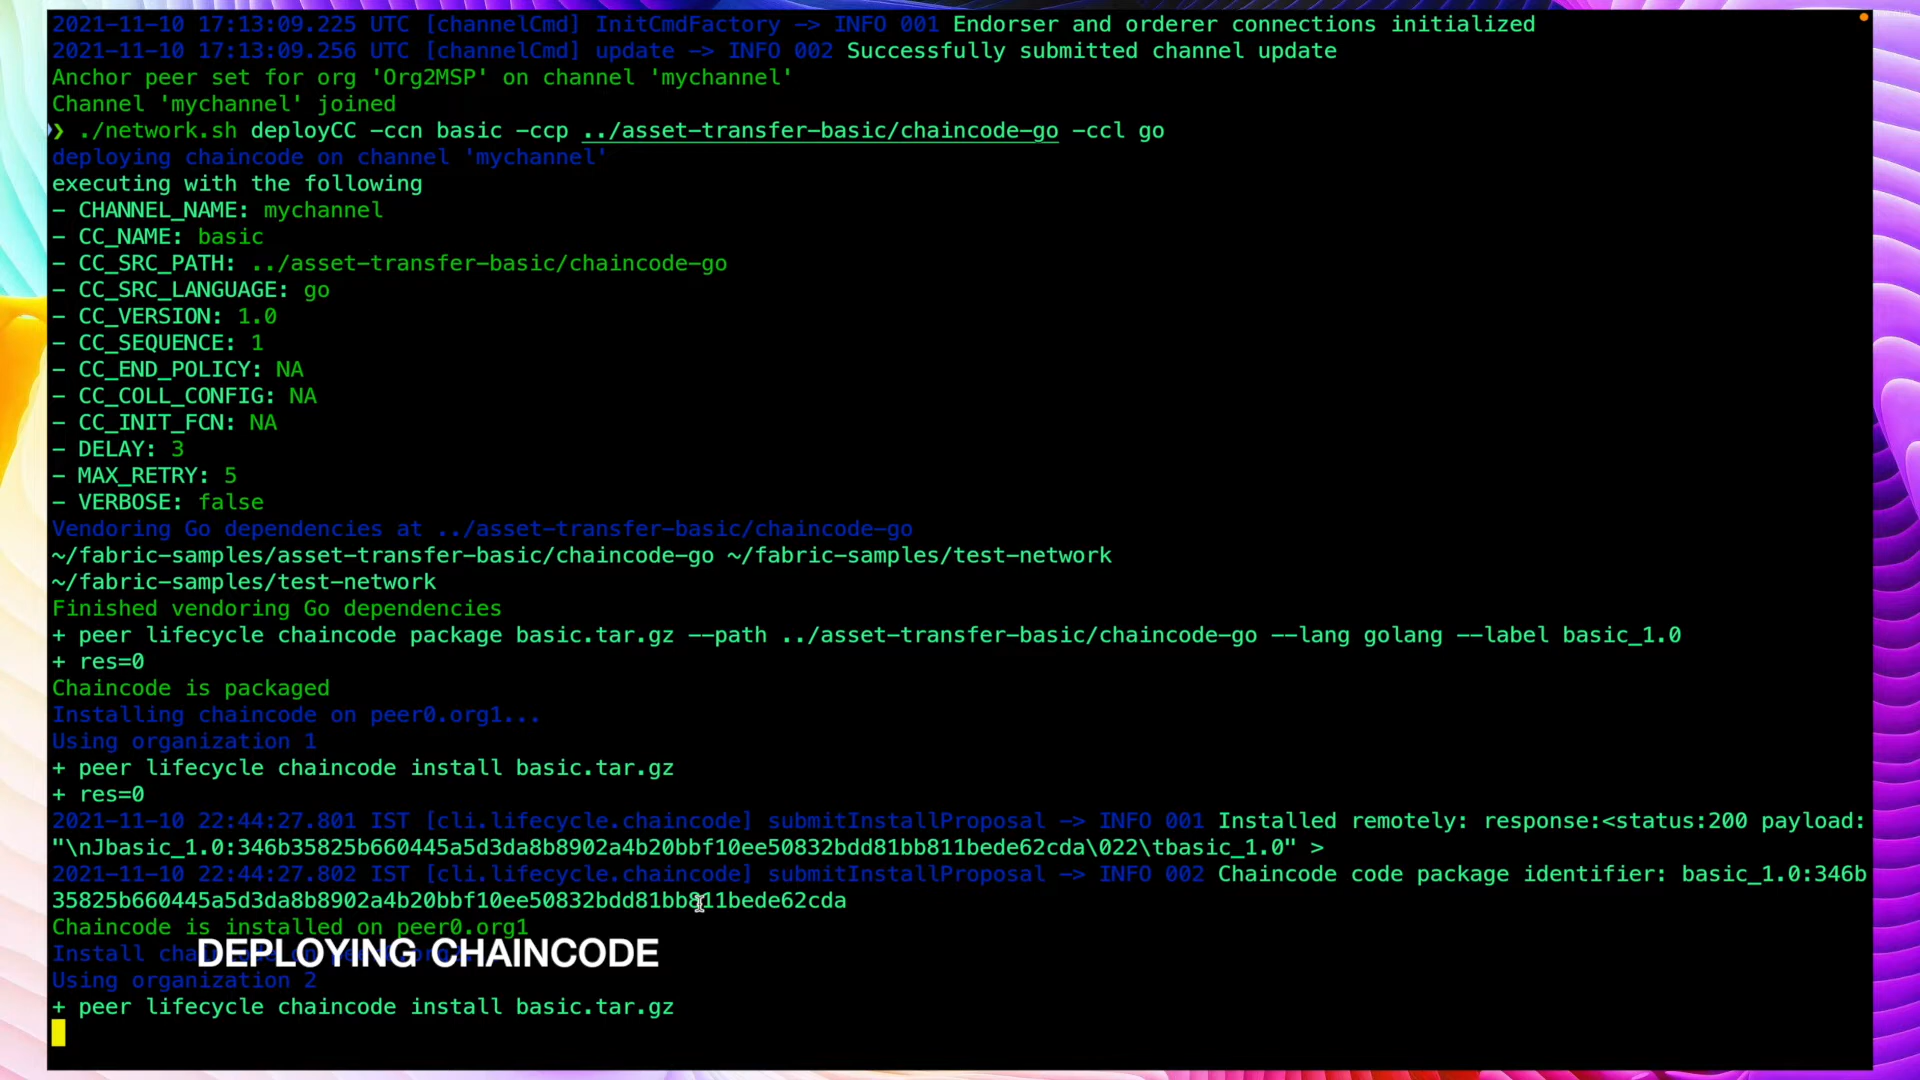 2021-11-10 17:13:09.225 UTC [channelCmd] InitCmdFactory -> INFO 001 Endorser and orderer connections initialized
2021-11-10 17:13:09.256 UTC [channelCmd] update -> INFO 002 Successfully submitted channel update
Anchor peer set for org 'Org2MSP' on channel 'mychannel'
Channel 'mychannel' joined
❯ ./network.sh deployCC -ccn basic -ccp ../asset-transfer-basic/chaincode-go -ccl go
deploying chaincode on channel 'mychannel'
executing with the following
- CHANNEL_NAME: mychannel
- CC_NAME: basic
- CC_SRC_PATH: ../asset-transfer-basic/chaincode-go
- CC_SRC_LANGUAGE: go
- CC_VERSION: 1.0
- CC_SEQUENCE: 1
- CC_END_POLICY: NA
- CC_COLL_CONFIG: NA
- CC_INIT_FCN: NA
- DELAY: 3
- MAX_RETRY: 5
- VERBOSE: false
Vendoring Go dependencies at ../asset-transfer-basic/chaincode-go
~/fabric-samples/asset-transfer-basic/chaincode-go ~/fabric-samples/test-network
~/fabric-samples/test-network
Finished vendoring Go dependencies
+ peer lifecycle chaincode package basic.tar.gz --path ../asset-transfer-basic/chaincode-go --lang golang --label basic_1.0
+ res=0
Chaincode is packaged
Installing chaincode on peer0.org1...
Using organization 1
+ peer lifecycle chaincode install basic.tar.gz
+ res=0
2021-11-10 22:44:27.801 IST [cli.lifecycle.chaincode] submitInstallProposal -> INFO 001 Installed remotely: response:<status:200 payload:
"\nJbasic_1.0:346b35825b660445a5d3da8b8902a4b20bbf10ee50832bdd81bb811bede62cda\022\tbasic_1.0" >
2021-11-10 22:44:27.802 IST [cli.lifecycle.chaincode] submitInstallProposal -> INFO 002 Chaincode code package identifier: basic_1.0:346b
35825b660445a5d3da8b8902a4b20bbf10ee50832bdd81bb811bede62cda
Chaincode is installed on peer0.org1
Install
DEPLOYING CHAINCODE
Using organization 2
+ peer lifecycle chaincode install basic.tar.gz